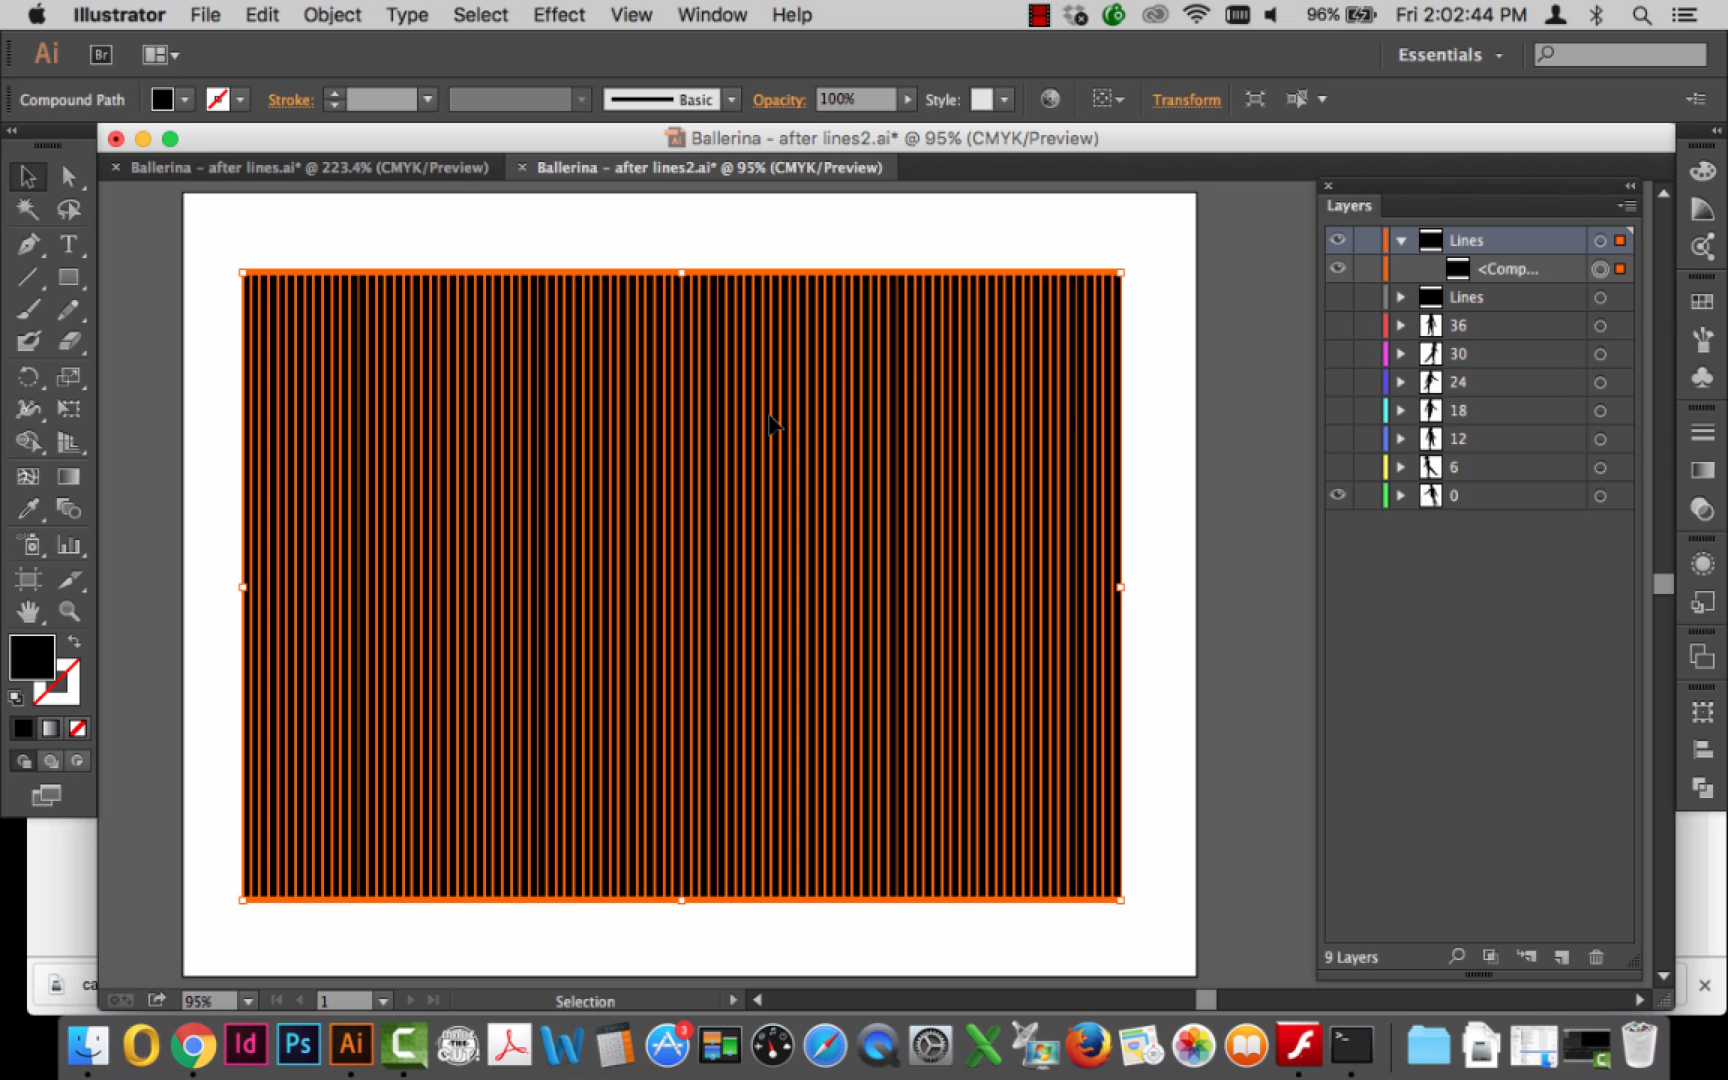 Illustrator File Edit Object Type Select Effect View Window Help 96% Fri 2:02:44 PM
Ai Br Essentials
Compound Path Stroke: Basic Opacity: 100% Style: Transform
Ballerina - after lines2.ai* @ 95% (CMYK/Preview)
× Ballerina – after lines.ai* @ 223.4% (CMYK/Preview) × Ballerina – after lines2.ai* @ 95% (CMYK/Preview)
Layers
Lines
<Comp...
Lines
36
30
24
18
12
6
0
9 Layers
ca
95% 1 Selection
Id Ps Ai 3